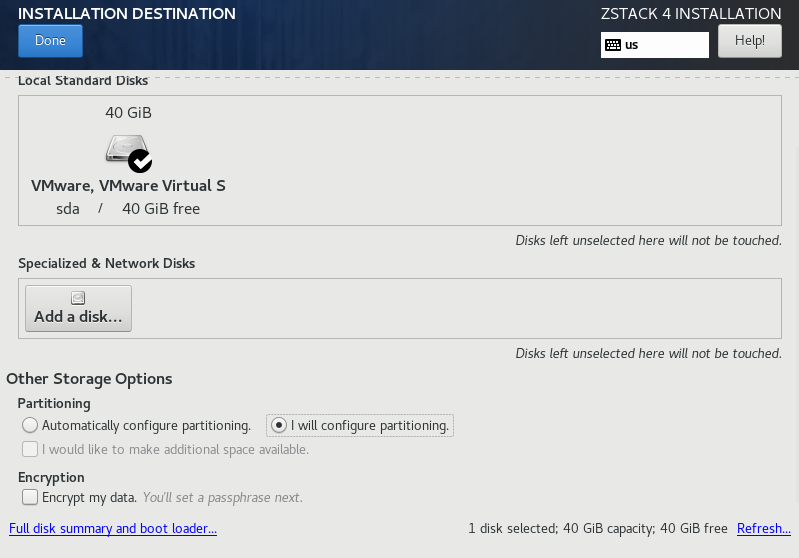 INSTALLATION DESTINATION
ZSTACK 4 INSTALLATION
Done
us
Help!
Local Standard Disks
40 GiB
VMware, VMware Virtual S
sda / 40 GiB free
Disks left unselected here will not be touched.
Specialized & Network Disks
Add a disk...
Disks left unselected here will not be touched.
Other Storage Options
Partitioning
Automatically configure partitioning. I will configure partitioning.
I would like to make additional space available.
Encryption
Encrypt my data. You'll set a passphrase next.
Full disk summary and boot loader... 1 disk selected; 40 GiB capacity; 40 GiB free Refresh...